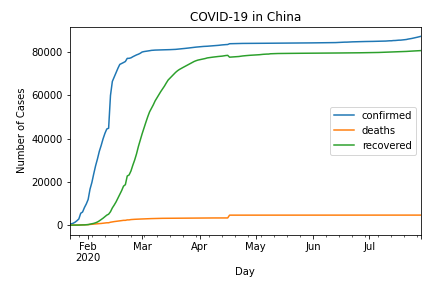 COVID-19 in China
Number of Cases
80000
60000
40000
20000
0
confirmed
deaths
recovered
Feb
2020
Mar
Apr
May
Jun
Jul
Day